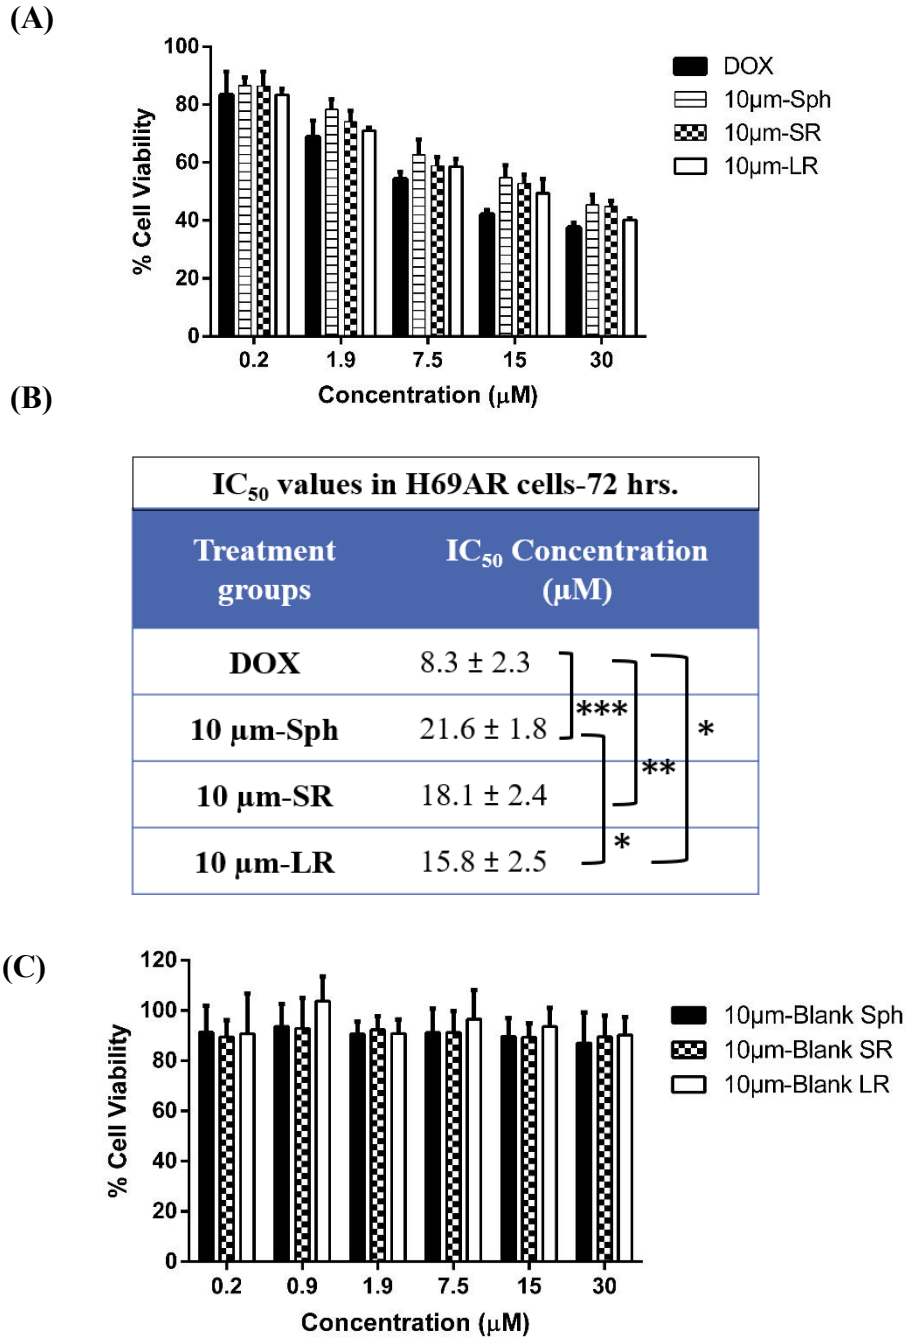 (A)
100
80
60
40
20
0
% Cell Viability
0.2 1.9 7.5 15 30
Concentration (µM)
DOX
10µm-Sph
10µm-SR
10µm-LR
(B)
IC50 values in H69AR cells-72 hrs.
Treatment groups
IC50 Concentration (µM)
DOX 8.3 ± 2.3
10 µm-Sph 21.6 ± 1.8
10 µm-SR 18.1 ± 2.4
10 µm-LR 15.8 ± 2.5
***
*
**
*
(C)
120
100
80
60
40
20
0
% Cell Viability
0.2 0.9 1.9 7.5 15 30
Concentration (µM)
10µm-Blank Sph
10µm-Blank SR
10µm-Blank LR